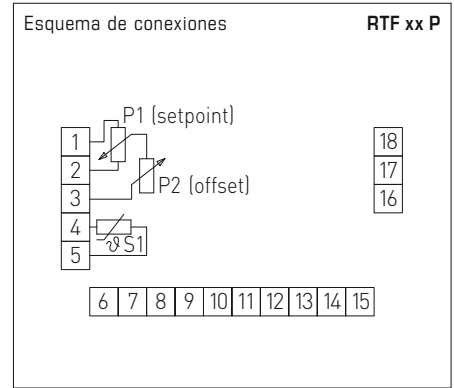 Esquema de conexiones RTF xx P
P1 (setpoint)
1
2
3
4
5
P2 (offset)
ϑ S1
18
17
16
6 7 8 9 10 11 12 13 14 15